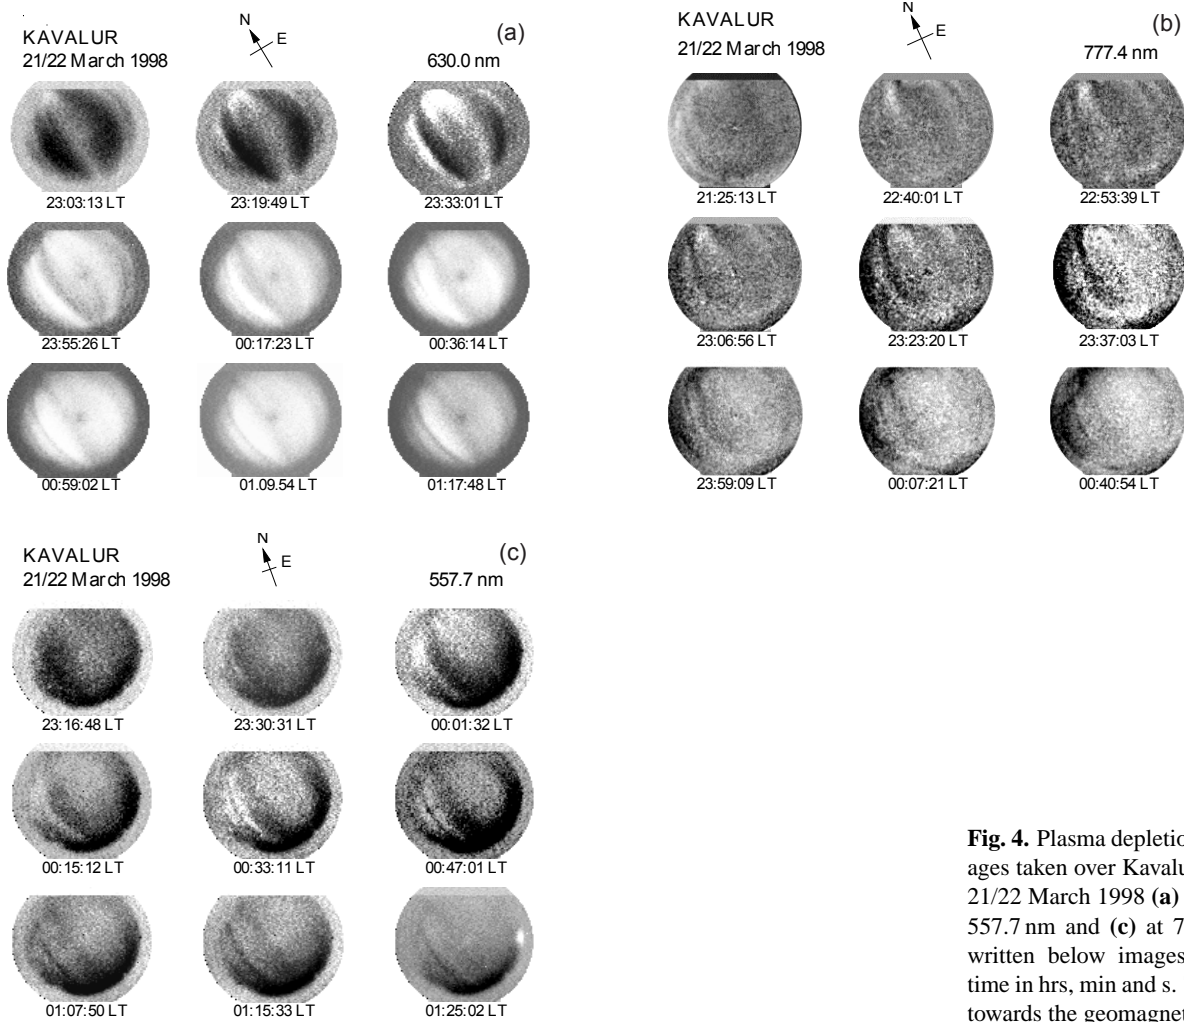 N
E
(a)
KAVALUR
21/22 March 1998
630.0 nm
23:03:13 LT
23:19:49 LT
23:33:01 LT
23:55:26 LT
00:17:23 LT
00:36:14 LT
00:59:02 LT
01.09.54 LT
01:17:48 LT
N
E
(b)
KAVALUR
21/22 March 1998
777.4 nm
21:25:13 LT
22:40:01 LT
22:53:39 LT
23:06:56 LT
23:23:20 LT
23:37:03 LT
23:59:09 LT
00:07:21 LT
00:40:54 LT
N
E
(c)
KAVALUR
21/22 March 1998
557.7 nm
23:16:48 LT
23:30:31 LT
00:01:32 LT
00:15:12 LT
00:33:11 LT
00:47:01 LT
01:07:50 LT
01:15:33 LT
01:25:02 LT
Fig. 4. Plasma depletio
ages taken over Kavalu
21/22 March 1998 (a)
557.7 nm and (c) at 7
written below images
time in hrs, min and s.
towards the geomagnet